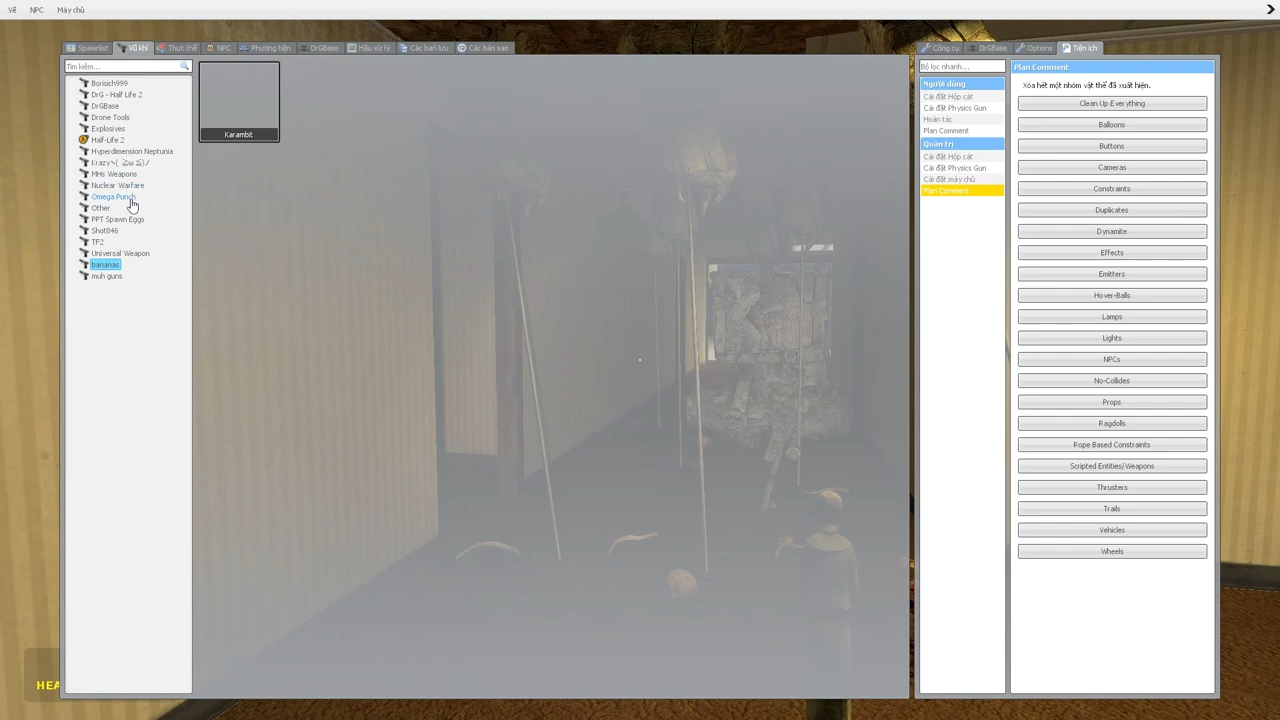 Vẽ NPC Máy chủ
Spawnlist Vũ khí Thực thể NPC Phương tiện DrGBase Hậu xử lý Các bản lưu Các bản sao
Công cụ DrGBase Options Tiện ích
Tìm kiếm...
Borisich999
DrG - Half Life 2
DrGBase
Drone Tools
Explosives
Half-Life 2
Hyperdimension Neptunia
MHs Weapons
Nuclear Warfare
Omega Punch
Other
PPT Spawn Eggs
Shot846
TF2
Universal Weapon
bananas
muh guns
Karambit
Bộ lọc nhanh...
Người dùng
Cài đặt Hộp cát
Cài đặt Physics Gun
Hoán tác
Plan Comment
Quản trị
Cài đặt Hộp cát
Cài đặt Physics Gun
Cài đặt máy chủ
Plan Comment
Plan Comment
Xóa hết một nhóm vật thể đã xuất hiện.
Clean Up Everything
Balloons
Buttons
Cameras
Constraints
Duplicates
Dynamite
Effects
Emitters
Hover-Balls
Lamps
Lights
NPCs
No-Collides
Props
Ragdolls
Rope Based Constraints
Scripted Entities/Weapons
Thrusters
Trails
Vehicles
Wheels
HEA